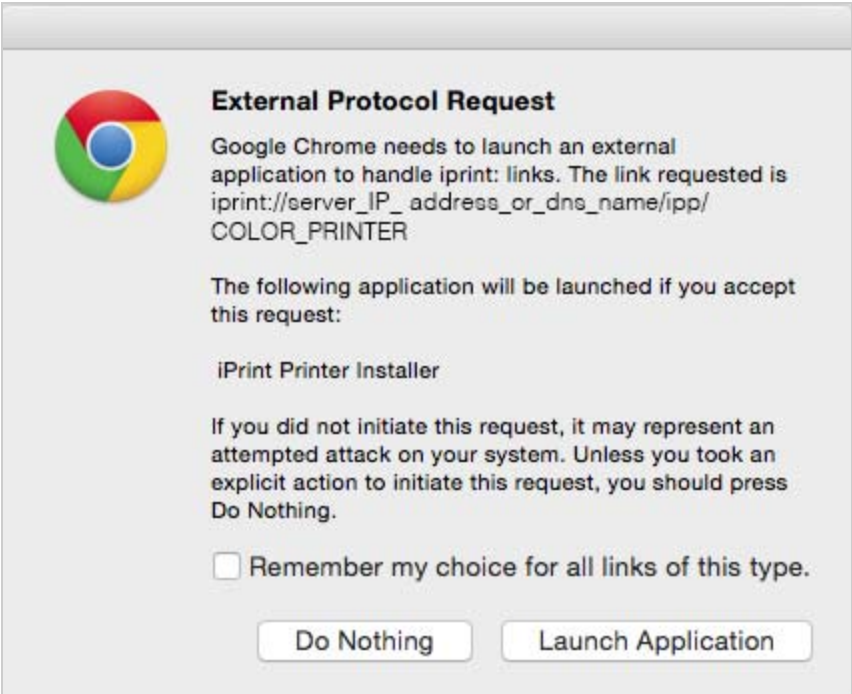 External Protocol Request
Google Chrome needs to launch an external
application to handle iprint: links. The link requested is
iprint://server_IP_ address_or_dns_name/ipp/
COLOR_PRINTER
The following application will be launched if you accept
this request:
iPrint Printer Installer
If you did not initiate this request, it may represent an
attempted attack on your system. Unless you took an
explicit action to initiate this request, you should press
Do Nothing.
Remember my choice for all links of this type.
Do Nothing Launch Application